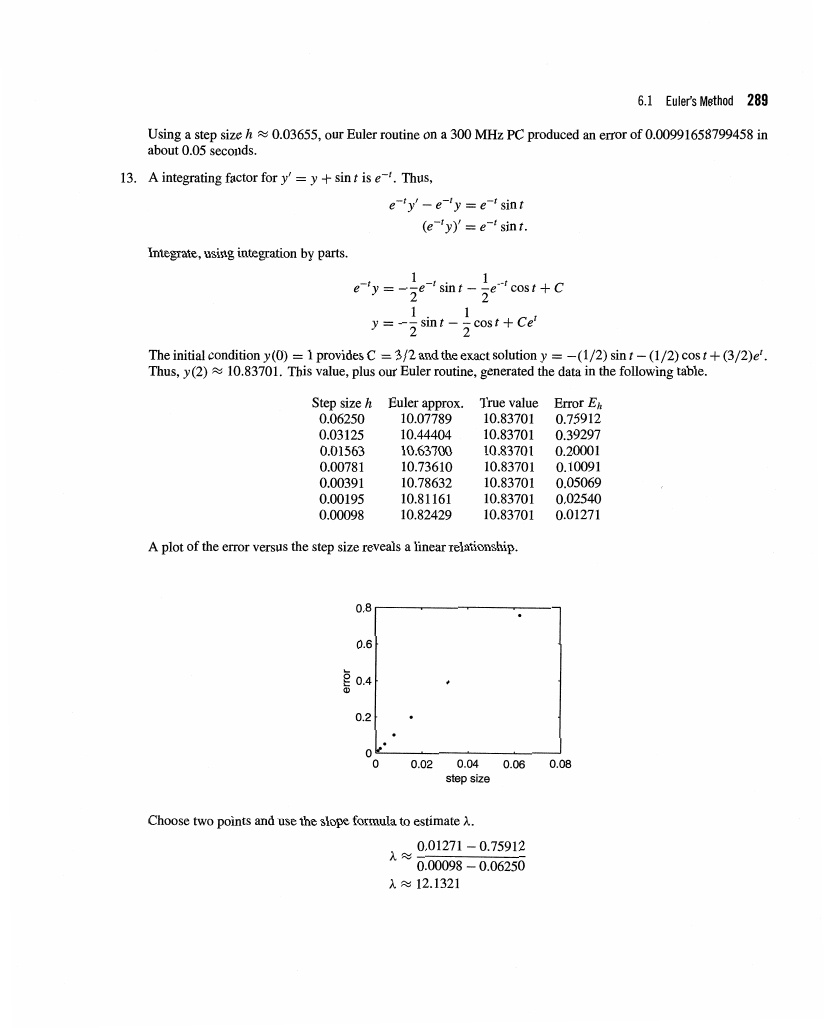 6.1 Euler's Method 289
Using a step size h ≈ 0.03655, our Euler routine on a 300 MHz PC produced an error of 0.00991658799458 in
about 0.05 seconds.
13. A integrating factor for y′ = y + sin t is e^{-t}. Thus,
e^{-t}y′ − e^{-t}y = e^{-t} sin t
(e^{-t}y)′ = e^{-t} sin t.
Integrate, using integration by parts.
e^{-t}y = −\frac{1}{2}e^{-t} sin t − \frac{1}{2}e^{-t} cos t + C
y = −\frac{1}{2} sin t − \frac{1}{2} cos t + Ce^{t}
The initial condition y(0) = 1 provides C = 3/2 and the exact solution y = −(1/2) sin t − (1/2) cos t + (3/2)e^{t}.
Thus, y(2) ≈ 10.83701. This value, plus our Euler routine, generated the data in the following table.
Step size h Euler approx. True value Error E_h
0.06250 10.07789 10.83701 0.75912
0.03125 10.44404 10.83701 0.39297
0.01563 10.63700 10.83701 0.20001
0.00781 10.73610 10.83701 0.10091
0.00391 10.78632 10.83701 0.05069
0.00195 10.81161 10.83701 0.02540
0.00098 10.82429 10.83701 0.01271
A plot of the error versus the step size reveals a linear relationship.
0.8
0.6
error
0.4
0.2
0
0 0.02 0.04 0.06 0.08
step size
Choose two points and use the slope formula to estimate λ.
λ ≈ \frac{0.01271 − 0.75912}{0.00098 − 0.06250}
λ ≈ 12.1321